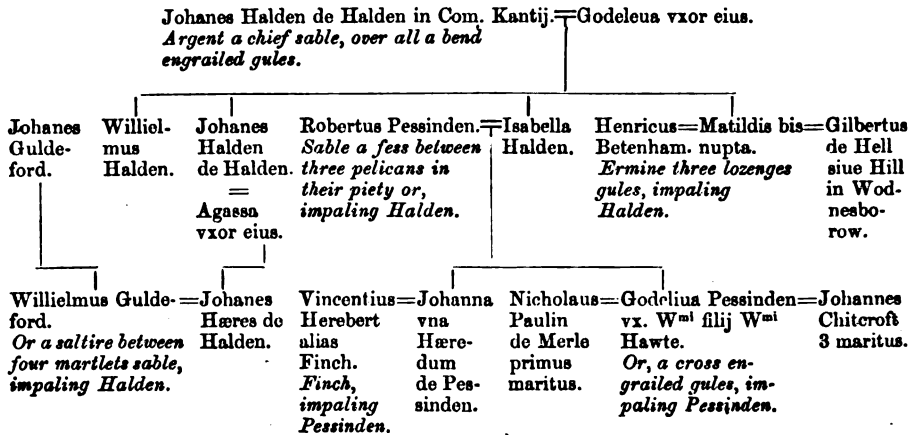 Johanes Halden de Halden in Com. Kantij.=Godeleua vxor eius.
Argent a chief sable, over all a bend
engrailed gules.
Johanes
Gulde-
ford.
Williel-
mus
Halden.
Johanes
Halden
de Halden.
=
Agassa
vxor eius.
Robertus Pessinden.=Isabella
Halden.
Sable a fess between
three pelicans in
their piety or,
impaling Halden.
Henricus=Matildis bis=Gilbertus
Betenham. nupta.
Ermine three lozenges
gules, impaling
Halden.
de Hell
siue Hill
in Wod-
nesbo-
row.
Willielmus Gulde-=Johanes
ford.
Or a saltire between
four martlets sable,
impaling Halden.
Hæres de
Halden.
Vincentius=Johanna
Herebert
alias
Finch.
Finch,
impaling
Pessinden.
vna
Hære-
dum
de Pes-
sinden.
Nicholaus=Godeliua Pessinden=Johannes
Paulin
de Merle
primus
maritus.
vx. Wmi filij Wmi
Hawte.
Or, a cross en-
grailed gules, im-
paling Pessinden.
Chitcroft
3 maritus.